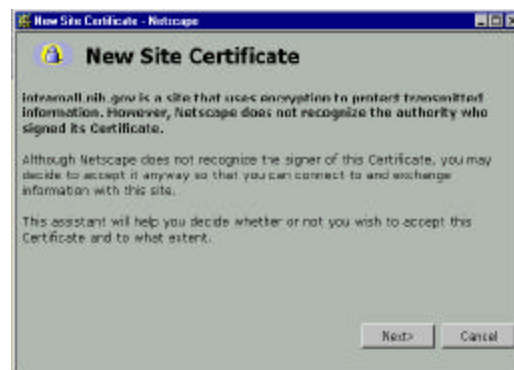 New Site Certificate - Netscape
New Site Certificate
intramall.nih.gov is a site that uses encryption to protect transmitted
information. However, Netscape does not recognize the authority who
signed its Certificate.
Although Netscape does not recognize the signer of this Certificate, you may
decide to accept it anyway so that you can connect to and exchange
information with this site.
This assistant will help you decide whether or not you wish to accept this
Certificate and to what extent.
Next>
Cancel